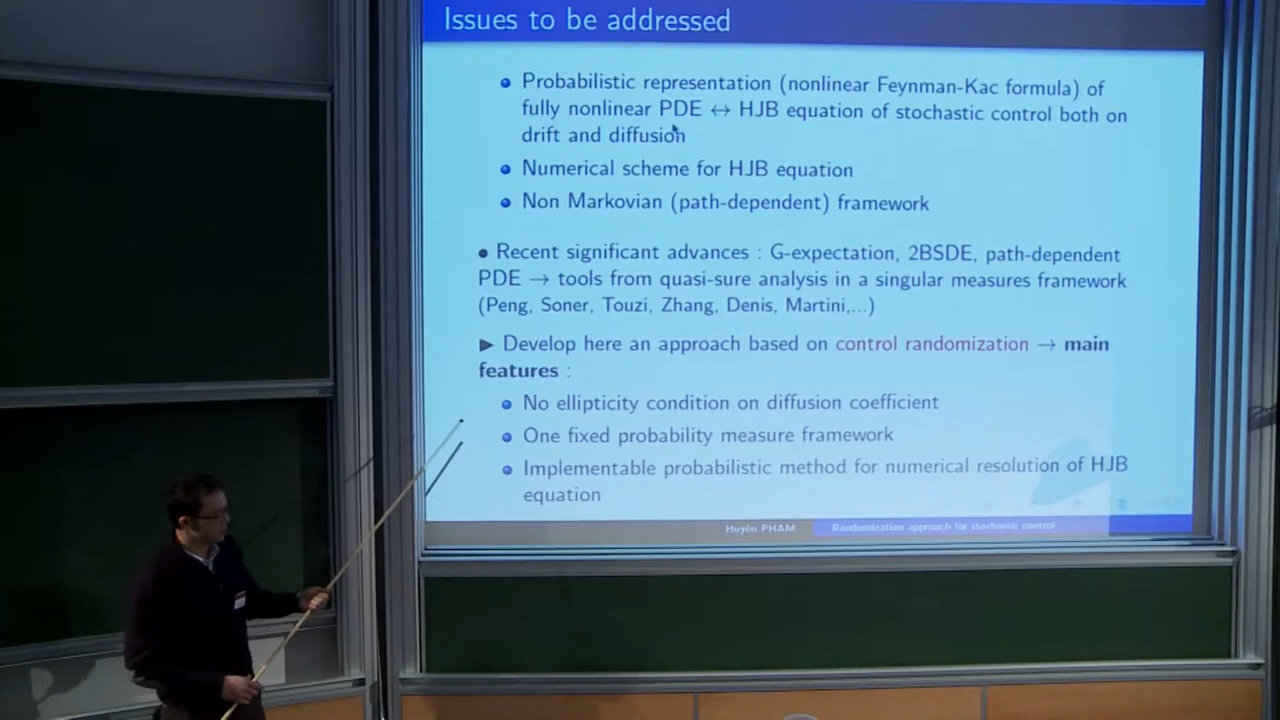 Issues to be addressed
Probabilistic representation (nonlinear Feynman-Kac formula) of
fully nonlinear PDE ↔ HJB equation of stochastic control both on
drift and diffusion
Numerical scheme for HJB equation
Non Markovian (path-dependent) framework
Recent significant advances : G-expectation, 2BSDE, path-dependent
PDE → tools from quasi-sure analysis in a singular measures framework
(Peng, Soner, Touzi, Zhang, Denis, Martini,...)
Develop here an approach based on control randomization → main
features :
No ellipticity condition on diffusion coefficient
One fixed probability measure framework
Implementable probabilistic method for numerical resolution of HJB
equation
Huyên PHAM Randomization approach for stochastic control